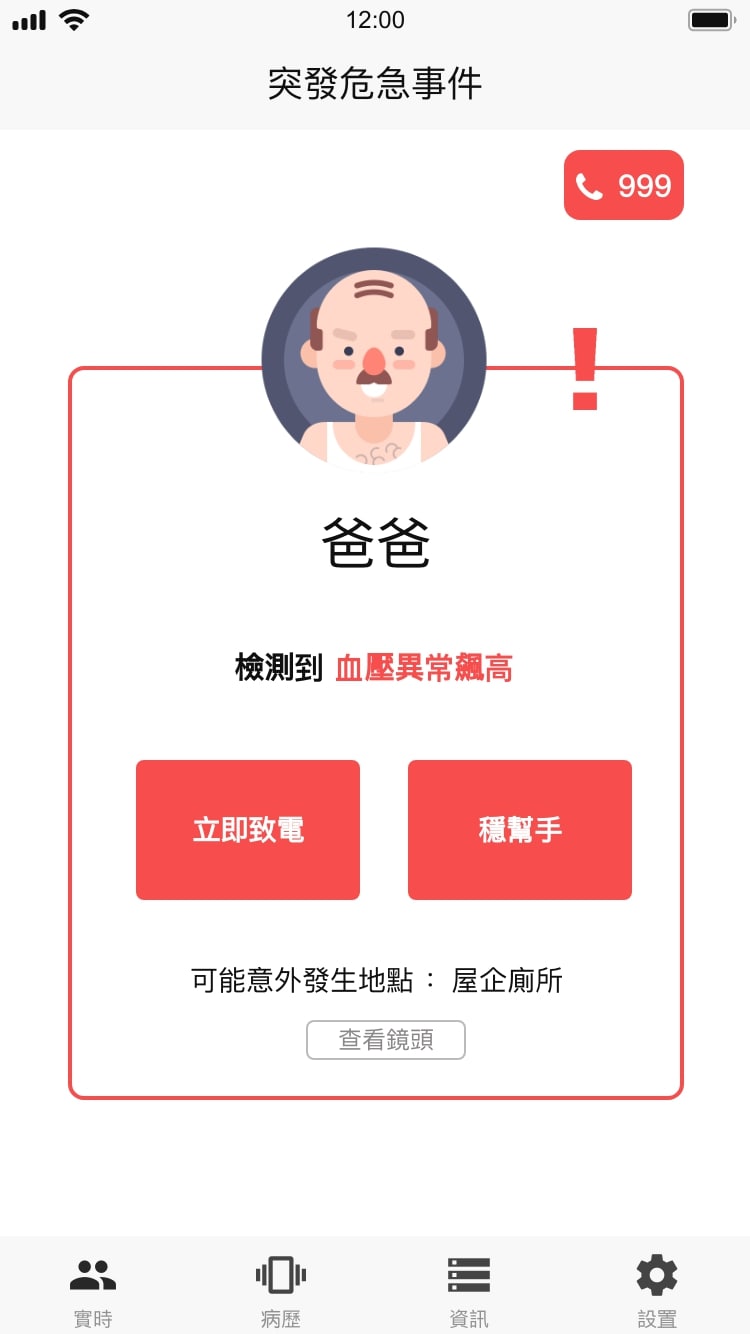 12:00
突發危急事件
999
!
爸爸
檢測到 血壓異常飆高
立即致電
穩幫手
可能意外發生地點 ： 屋企廁所
查看鏡頭
實時
病歷
資訊
設置